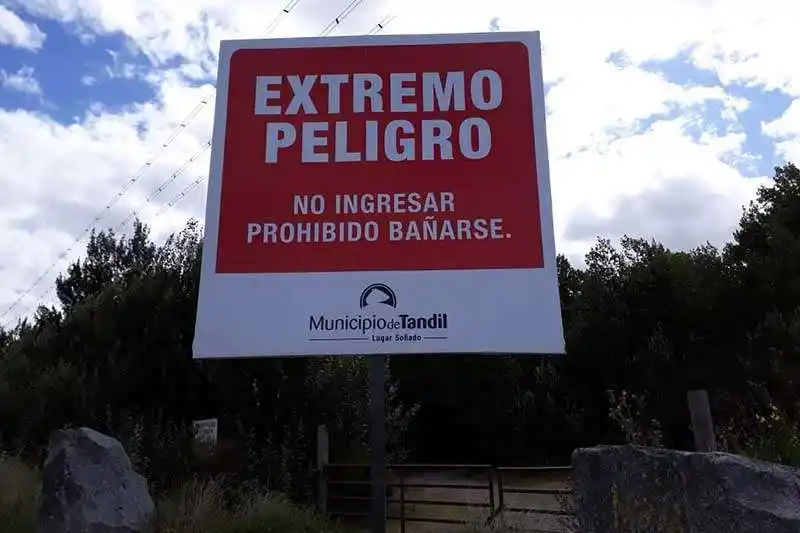 EXTREMO
PELIGRO
NO INGRESAR
PROHIBIDO BAÑARSE.
MunicipiodeTandil
Lugar Soñado